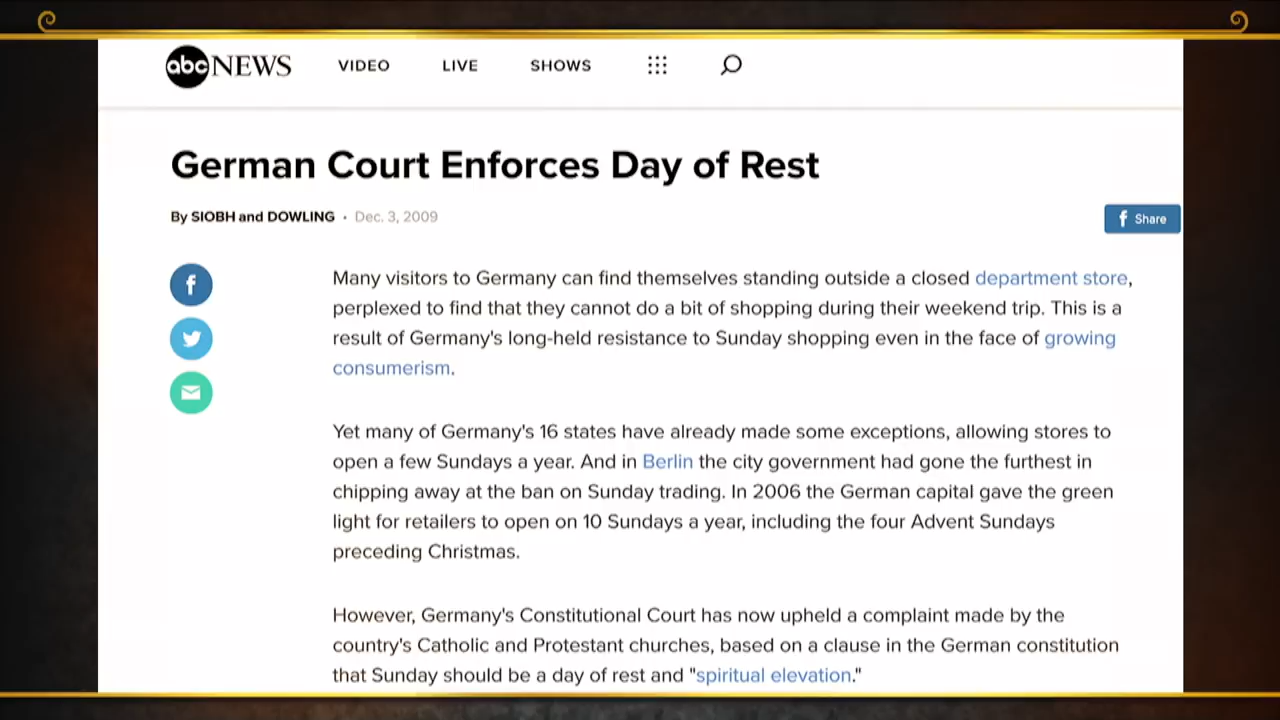 abc NEWS VIDEO LIVE SHOWS
German Court Enforces Day of Rest
By SIOBH and DOWLING • Dec. 3, 2009
f Share
Many visitors to Germany can find themselves standing outside a closed department store,
perplexed to find that they cannot do a bit of shopping during their weekend trip. This is a
result of Germany's long-held resistance to Sunday shopping even in the face of growing
consumerism.
Yet many of Germany's 16 states have already made some exceptions, allowing stores to
open a few Sundays a year. And in Berlin the city government had gone the furthest in
chipping away at the ban on Sunday trading. In 2006 the German capital gave the green
light for retailers to open on 10 Sundays a year, including the four Advent Sundays
preceding Christmas.
However, Germany's Constitutional Court has now upheld a complaint made by the
country's Catholic and Protestant churches, based on a clause in the German constitution
that Sunday should be a day of rest and "spiritual elevation."